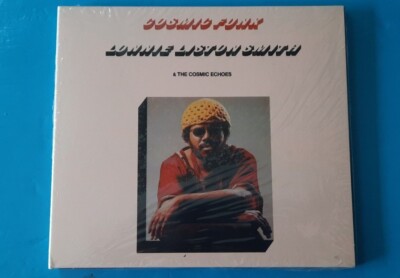 COSMIC FUNK
LONNIE LISTON SMITH
& THE COSMIC ECHOES